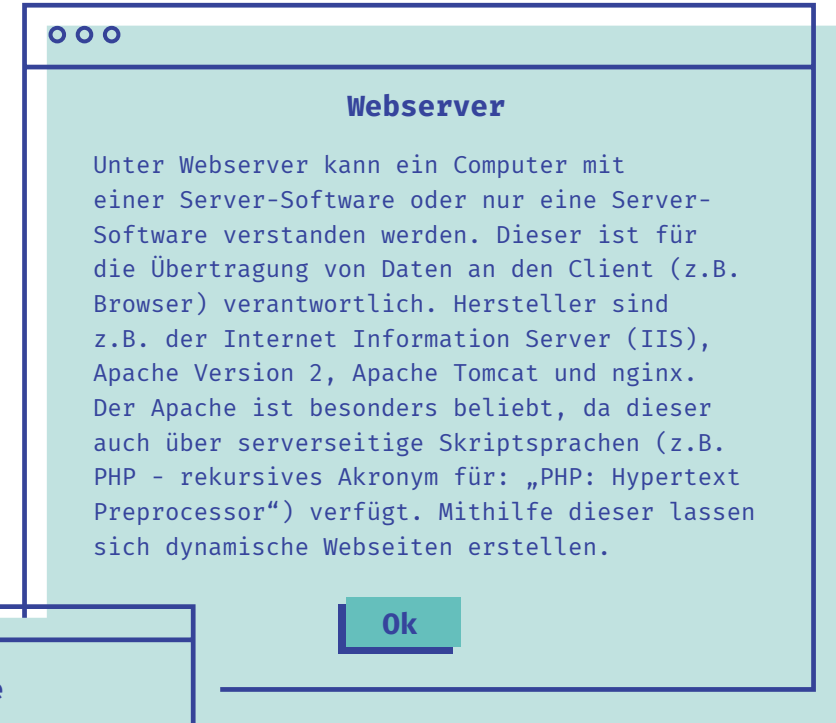 Webserver
Unter Webserver kann ein Computer mit
einer Server-Software oder nur eine Server-
Software verstanden werden. Dieser ist für
die Übertragung von Daten an den Client (z.B.
Browser) verantwortlich. Hersteller sind
z.B. der Internet Information Server (IIS),
Apache Version 2, Apache Tomcat und nginx.
Der Apache ist besonders beliebt, da dieser
auch über serverseitige Skriptsprachen (z.B.
PHP - rekursives Akronym für: „PHP: Hypertext
Preprocessor“) verfügt. Mithilfe dieser lassen
sich dynamische Webseiten erstellen.
Ok